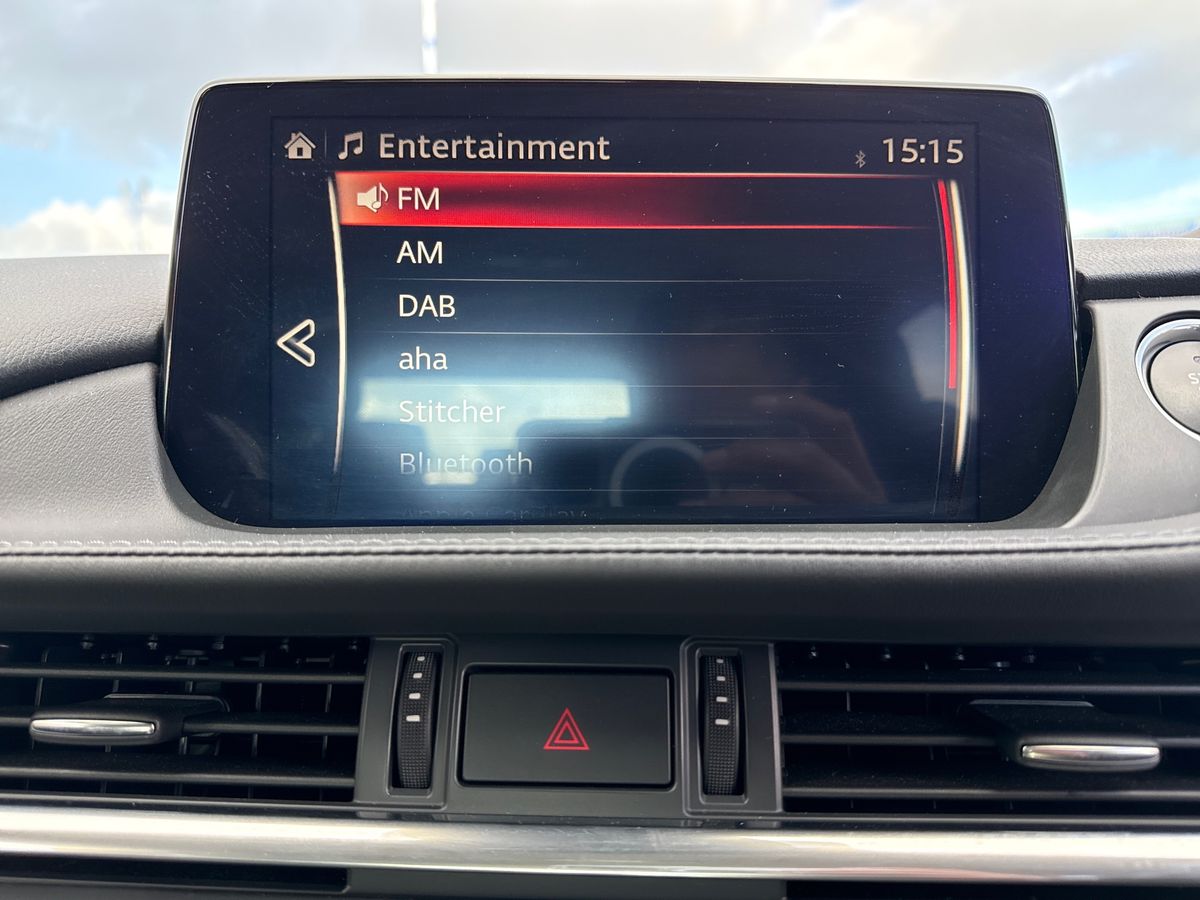 Entertainment 15:15
FM
AM
DAB
aha
Stitcher
Bluetooth